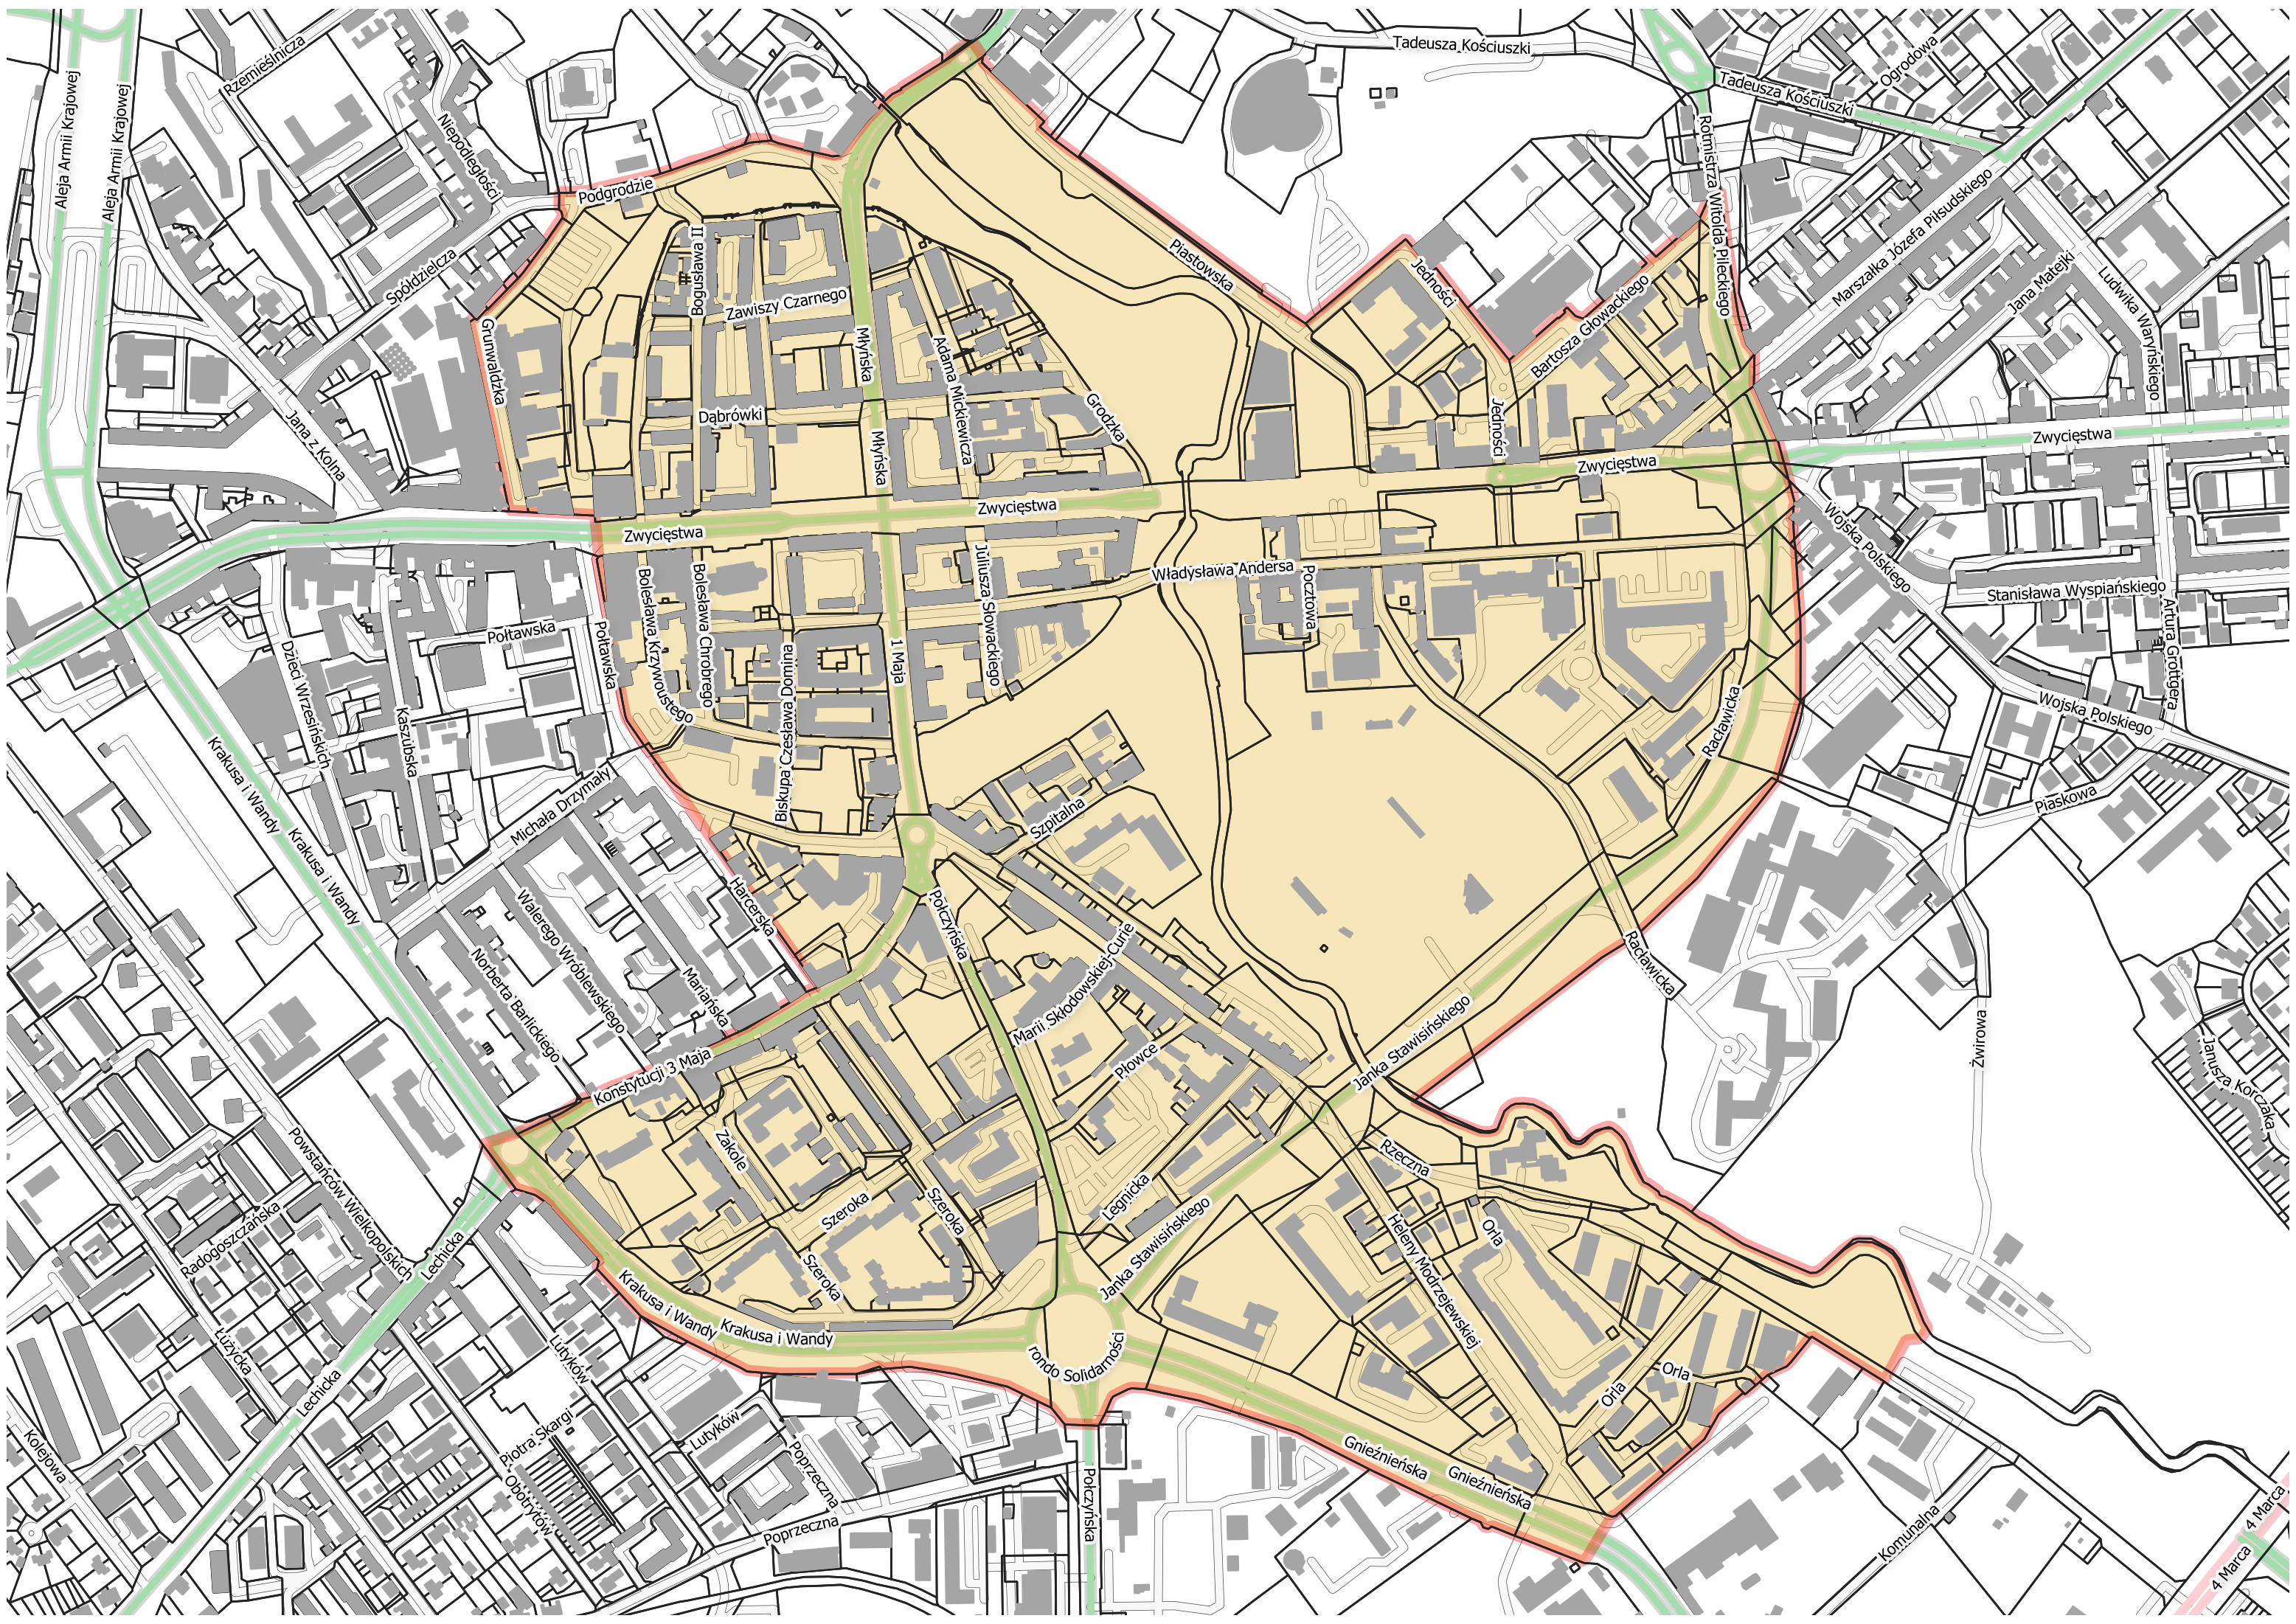 Tadeusza Kościuszki
Ogrodowa
Rzemieślnicza
Aleja Armii Krajowej
Aleja Armii Krajowej
Niepodległości
Tadeusza Kościuszki
Rotmistrza Witolda Pileckiego
Podgrodzie
Marszałka Józefa Piłsudskiego
Spółdzielcza
Bogusława II
Piastowska
Jedności
Jana Matejki
Ludwika Waryńskiego
Zawiszy Czarnego
Bartosza Głowackiego
Grunwaldzka
Młyńska
Adama Mickiewicza
Grodzka
Dąbrówki
Jedności
Jana z Kolna
Młyńska
Zwycięstwa
Zwycięstwa
Zwycięstwa
Zwycięstwa
Wojska Polskiego
Juliusza Słowackiego
Władysława Andersa
Pocztowa
Bolesława Krzywoustego
Bolesława Chrobrego
Stanisława Wyspiańskiego
Artura Grottgera
Połtawska
Połtawska
Dzieci Wrzesińskich
Kaszubska
1 Maja
Biskupa Czesława Domina
Racławicka
Wojska Polskiego
Krakusa i Wandy
Michała Drzymały
Szpitalna
Piaskowa
Krakusa i Wandy
Harcerska
Walerego Wróblewskiego
Połczyńska
Marii Skłodowskiej-Curie
Racławicka
Norberta Barlickiego
Mariańska
Janka Stawisińskiego
Żwirowa
Konstytucji 3 Maja
Płowce
Janusza Korczaka
Powstańców Wielkopolskich
Zakole
Rzeczna
Legnicka
Szeroka
Szeroka
Radogoszczańska
Lechicka
Janka Stawisińskiego
Orla
Heleny Modrzejewskiej
Szeroka
Krakusa i Wandy
Krakusa i Wandy
rondo Solidarności
Łużycka
Lutyków
Orla
Lechicka
Orla
Piotra Skargi
Lutyków
Poprzeczna
Gnieźnieńska
Gnieźnieńska
Kolejowa
Obotrytów
Połczyńska
Poprzeczna
Komunalna
4 Marca
4 Marca